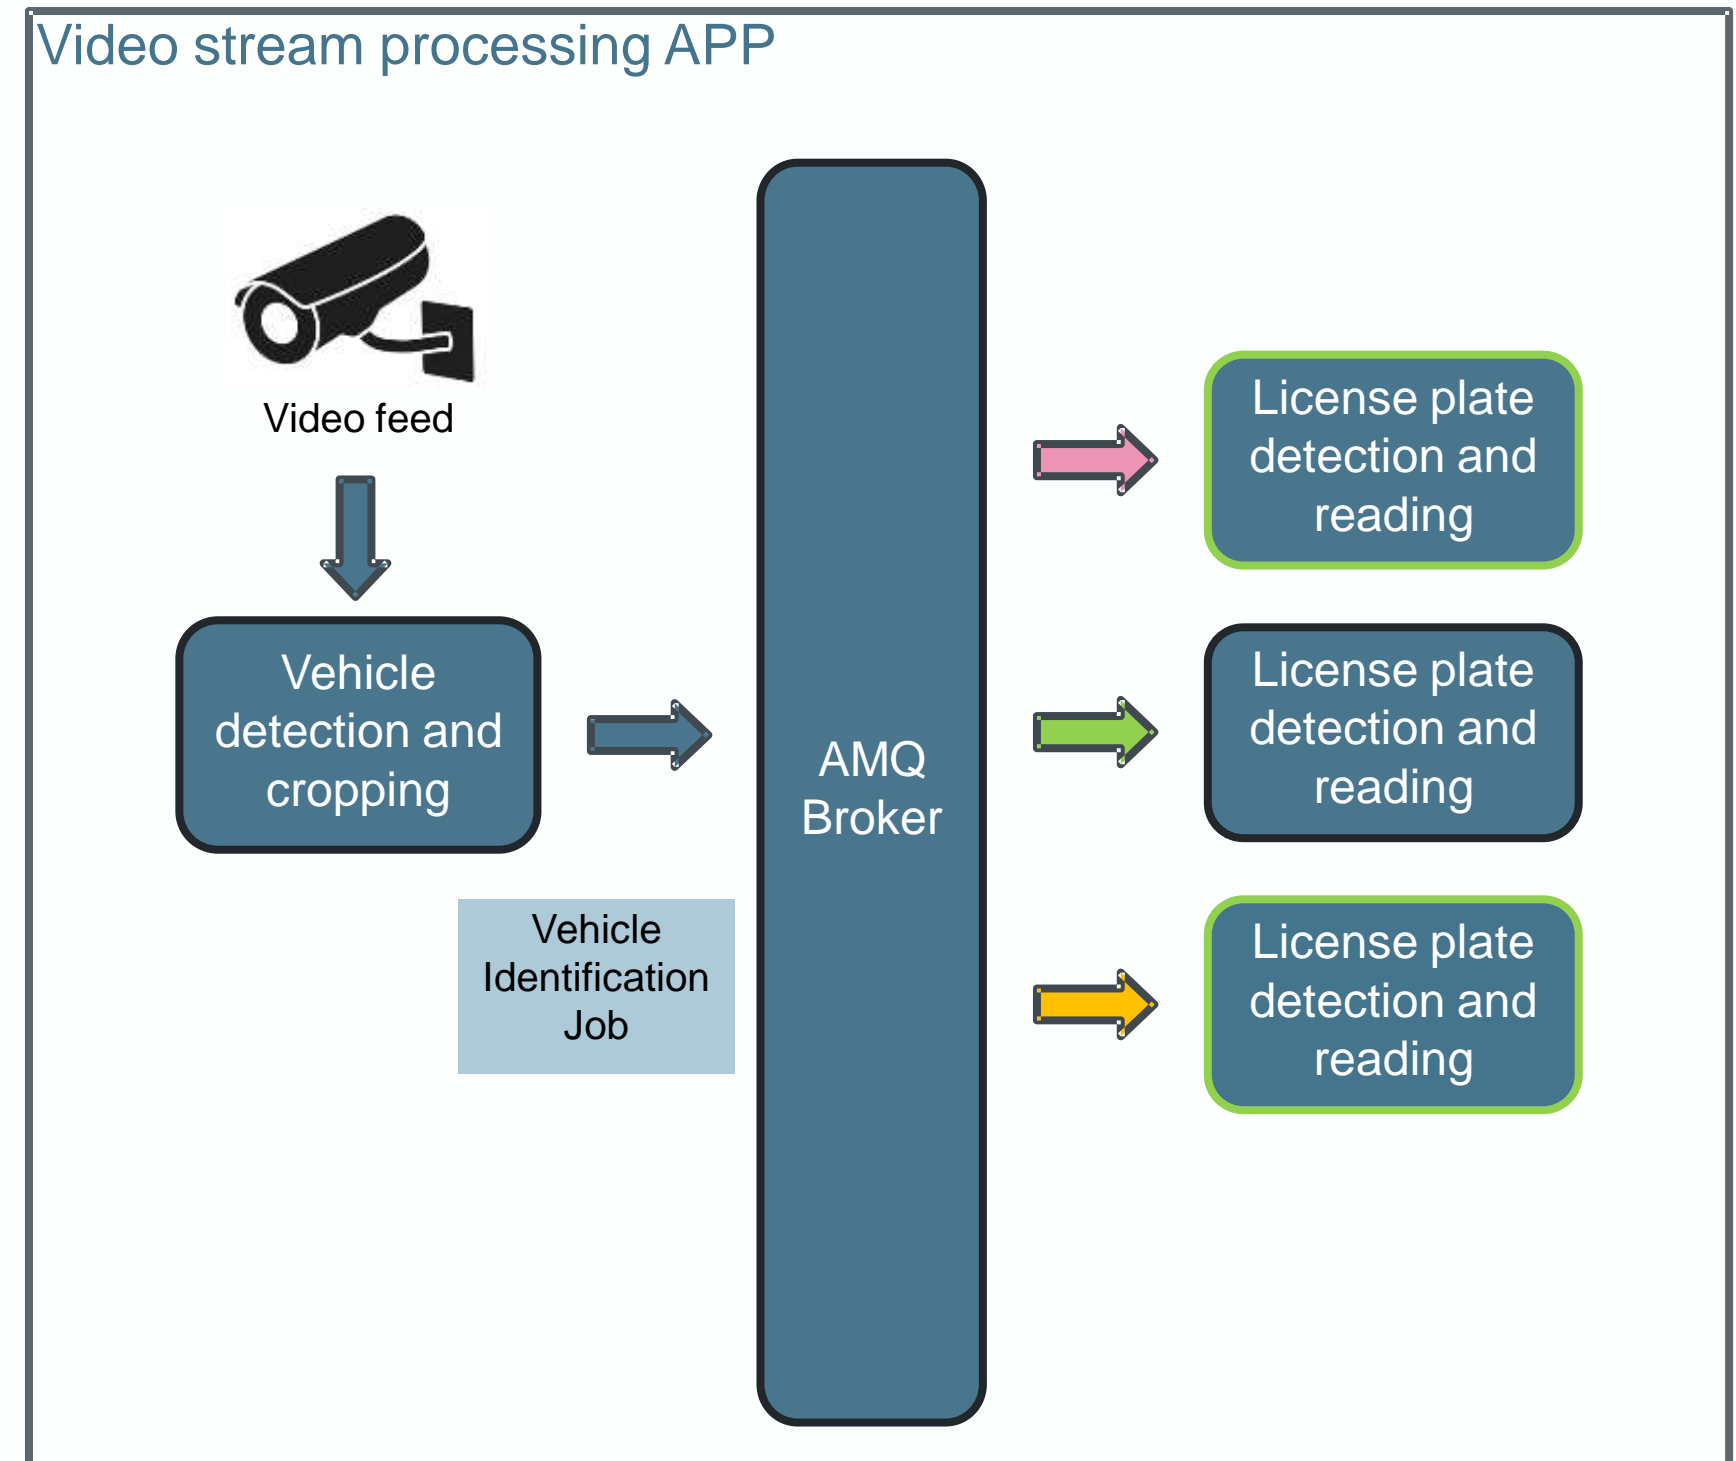 Video stream processing APP
Video feed
Vehicle
detection and
cropping
Vehicle
Identification
Job
AMQ
Broker
License plate
detection and
reading
License plate
detection and
reading
License plate
detection and
reading